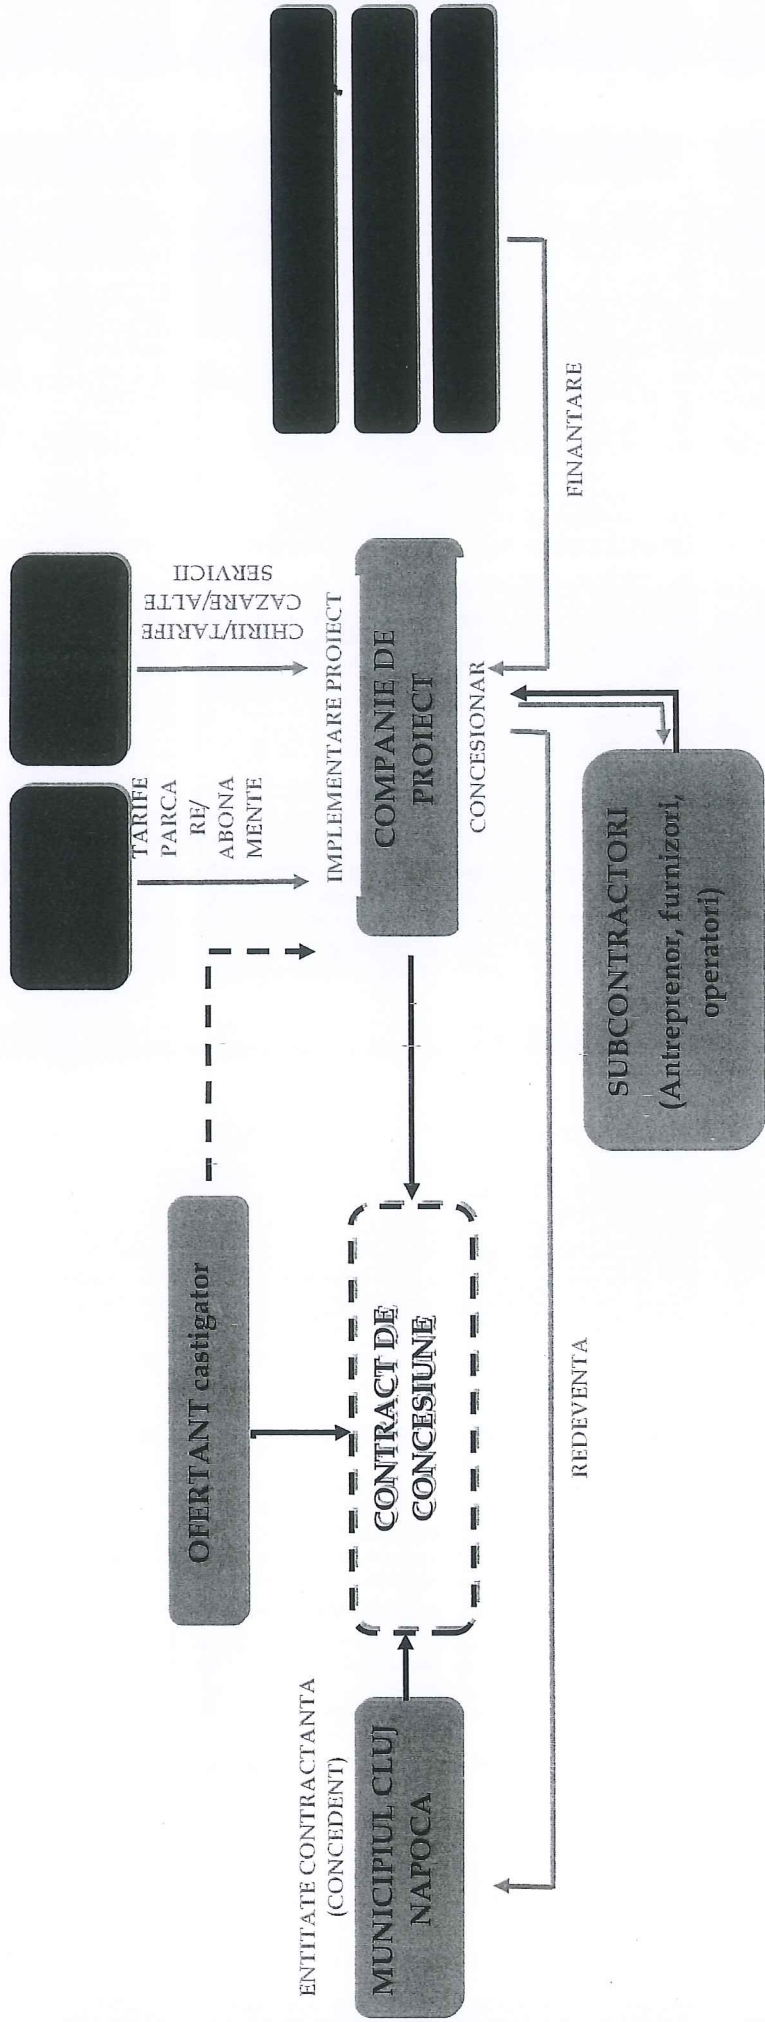 OFERTANT castigator
TARIFE
PARCA
RE/
ABONA
MENTE
CHIRII/TARIFE
CAZARE/ALTE
SERVICII
ENTITATE CONTRACTANTA
(CONCEDENT)
MUNICIPIUL CLUJ
NAPOCA
CONTRACT DE
CONCESIUNE
IMPLEMENTARE PROIECT
COMPANIE DE
PROIECT
CONCESIONAR
FINANTARE
REDEVENTA
SUBCONTRACTORI
(Antreprenor, furnizori,
operatori)